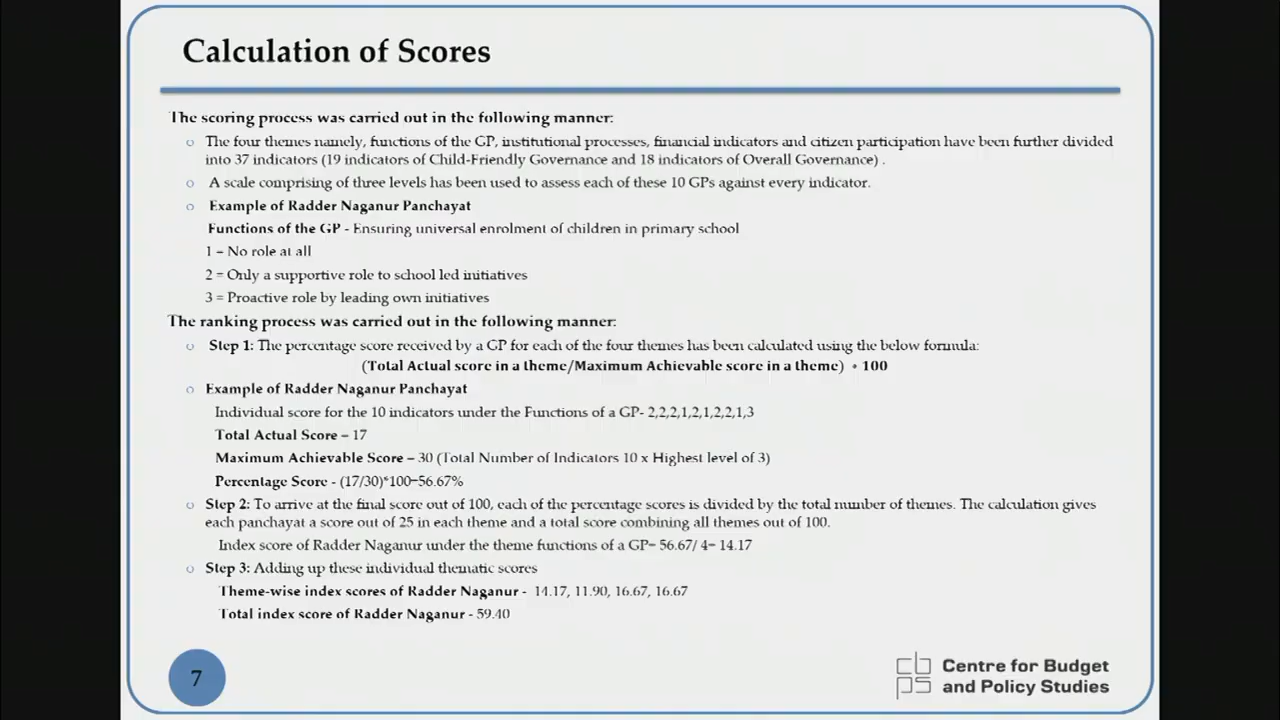 Calculation of Scores
The scoring process was carried out in the following manner:
The four themes namely, functions of the GP, institutional processes, financial indicators and citizen participation have been further divided
into 37 indicators (19 indicators of Child-Friendly Governance and 18 indicators of Overall Governance) .
A scale comprising of three levels has been used to assess each of these 10 GPs against every indicator.
Example of Radder Naganur Panchayat
Functions of the GP - Ensuring universal enrolment of children in primary school
1 = No role at all
2 = Only a supportive role to school led initiatives
3 = Proactive role by leading own initiatives
The ranking process was carried out in the following manner:
Step 1: The percentage score received by a GP for each of the four themes has been calculated using the below formula:
(Total Actual score in a theme/Maximum Achievable score in a theme) * 100
Example of Radder Naganur Panchayat
Individual score for the 10 indicators under the Functions of a GP- 2,2,2,1,2,1,2,2,1,3
Total Actual Score – 17
Maximum Achievable Score – 30 (Total Number of Indicators 10 x Highest level of 3)
Percentage Score - (17/30)*100=56.67%
Step 2: To arrive at the final score out of 100, each of the percentage scores is divided by the total number of themes. The calculation gives
each panchayat a score out of 25 in each theme and a total score combining all themes out of 100.
Index score of Radder Naganur under the theme functions of a GP= 56.67/ 4= 14.17
Step 3: Adding up these individual thematic scores
Theme-wise index scores of Radder Naganur - 14.17, 11.90, 16.67, 16.67
Total index score of Radder Naganur - 59.40
7
cb
ps
Centre for Budget
and Policy Studies